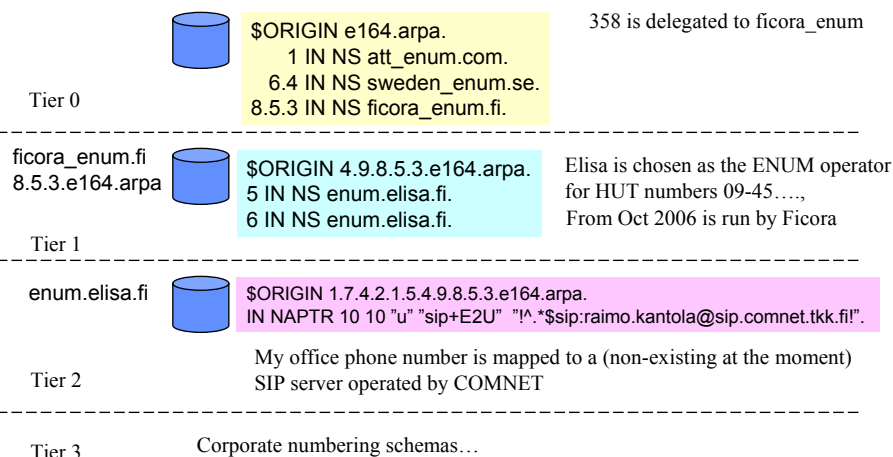 $ORIGIN e164.arpa.
1 IN NS att_enum.com.
6.4 IN NS sweden_enum.se.
8.5.3 IN NS ficora_enum.fi.
358 is delegated to ficora_enum
Tier 0
ficora_enum.fi
8.5.3.e164.arpa
$ORIGIN 4.9.8.5.3.e164.arpa.
5 IN NS enum.elisa.fi.
6 IN NS enum.elisa.fi.
Elisa is chosen as the ENUM operator
for HUT numbers 09-45….,
From Oct 2006 is run by Ficora
Tier 1
enum.elisa.fi
$ORIGIN 1.7.4.2.1.5.4.9.8.5.3.e164.arpa.
IN NAPTR 10 10 ”u” ”sip+E2U” ”!^.*$sip:raimo.kantola@sip.comnet.tkk.fi!”.
My office phone number is mapped to a (non-existing at the moment)
SIP server operated by COMNET
Tier 2
Corporate numbering schemas…
Tier 3